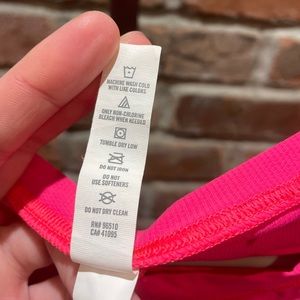 MACHINE WASH COLD
WITH LIKE COLORS
ONLY NON-CHLORINE
BLEACH WHEN NEEDED
TUMBLE DRY LOW
DO NOT IRON
DO NOT
USE SOFTENERS
DO NOT DRY CLEAN
RN# 96510
CA# 41095